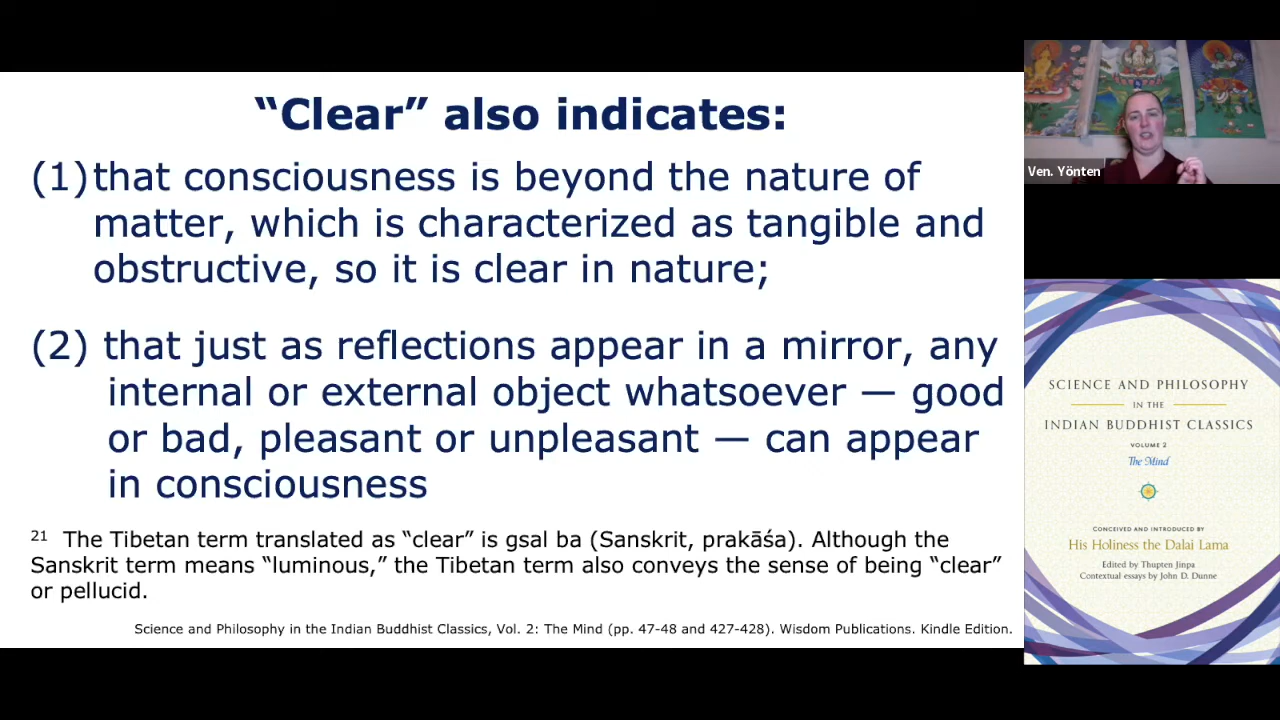 “Clear” also indicates:
(1) that consciousness is beyond the nature of
matter, which is characterized as tangible and
obstructive, so it is clear in nature;
(2) that just as reflections appear in a mirror, any
internal or external object whatsoever — good
or bad, pleasant or unpleasant — can appear
in consciousness
21 The Tibetan term translated as “clear” is gsal ba (Sanskrit, prakāśa). Although the
Sanskrit term means “luminous,” the Tibetan term also conveys the sense of being “clear”
or pellucid.
Science and Philosophy in the Indian Buddhist Classics, Vol. 2: The Mind (pp. 47-48 and 427-428). Wisdom Publications. Kindle Edition.
Ven. Yönten
SCIENCE AND PHILOSOPHY
IN THE
INDIAN BUDDHIST CLASSICS
VOLUME 2
The Mind
CONCEIVED AND INTRODUCED BY
His Holiness the Dalai Lama
Edited by Thupten Jinpa
Contextual essays by John D. Dunne